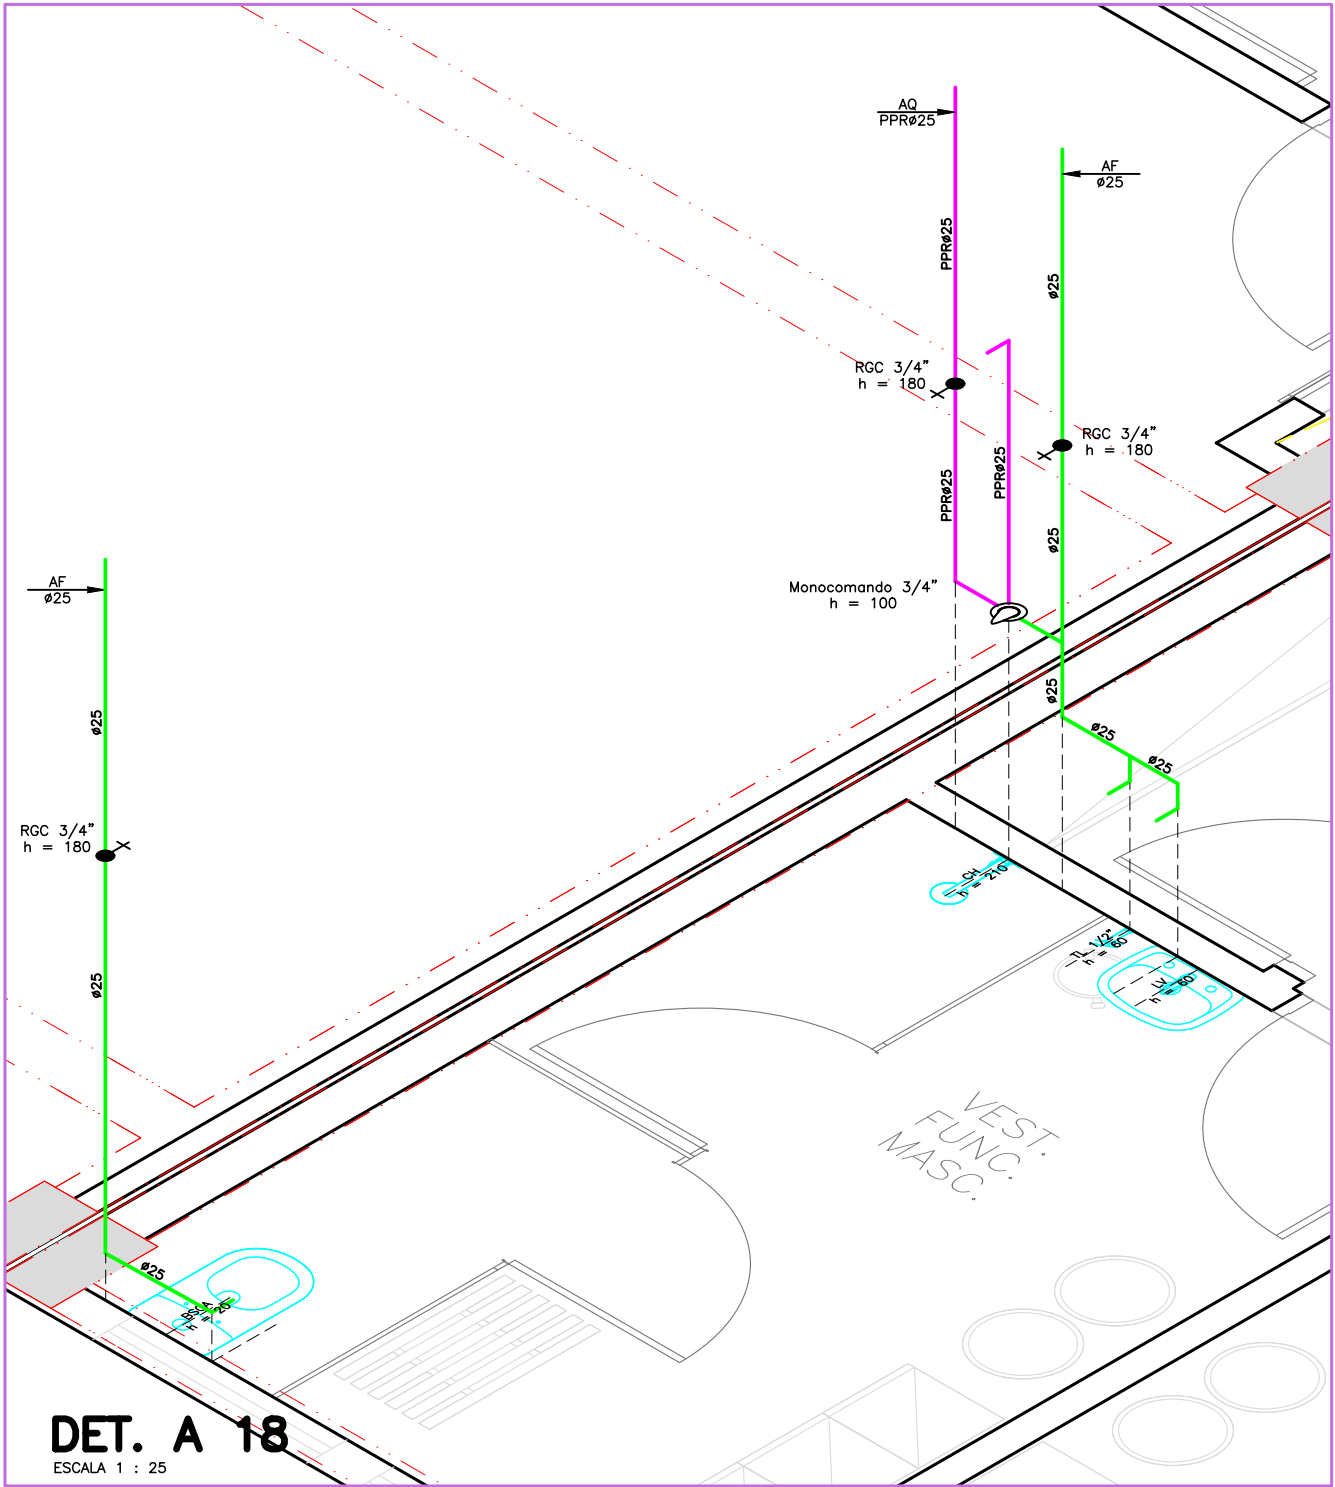 AQ
PPRø25
AF
ø25
PPRø25
ø25
RGC 3/4"
h = 180
RGC 3/4"
h = 180
PPRø25
PPRø25
ø25
AF
ø25
Monocomando 3/4"
h = 100
ø25
ø25
ø25
ø25
RGC 3/4"
h = 180
CH
h = 210
TL 1/2"
h = 60
LV
h = 60
ø25
VEST.
FUNC.
MASC.
ø25
BSCA
h = 20
DET. A 18
ESCALA 1 : 25